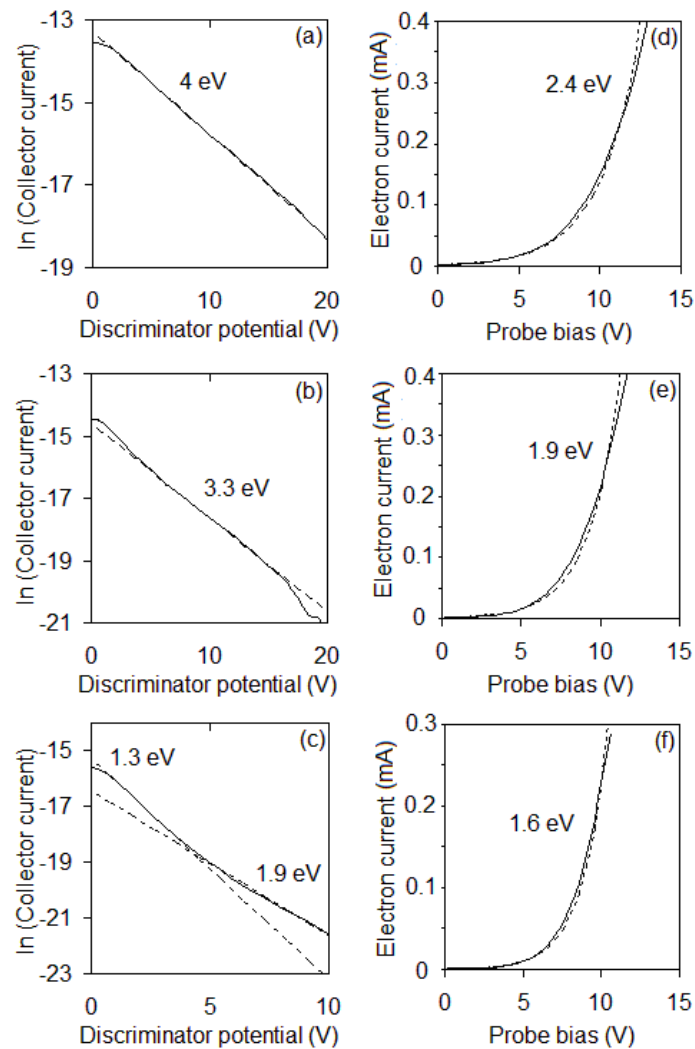 (a)
4 eV
-13
-15
-17
-19
ln (Collector current)
0 10 20
Discriminator potential (V)
(d)
2.4 eV
0.4
0.3
0.2
0.1
0
Electron current (mA)
0 5 10 15
Probe bias (V)
(b)
3.3 eV
-13
-15
-17
-19
-21
ln (Collector current)
0 10 20
Discriminator potential (V)
(e)
1.9 eV
0.4
0.3
0.2
0.1
0
Electron current (mA)
0 5 10 15
Probe bias (V)
(c)
1.3 eV
1.9 eV
-15
-17
-19
-21
-23
ln (Collector current)
0 5 10
Discriminator potential (V)
(f)
1.6 eV
0.3
0.2
0.1
0
Electron current (mA)
0 5 10 15
Probe bias (V)